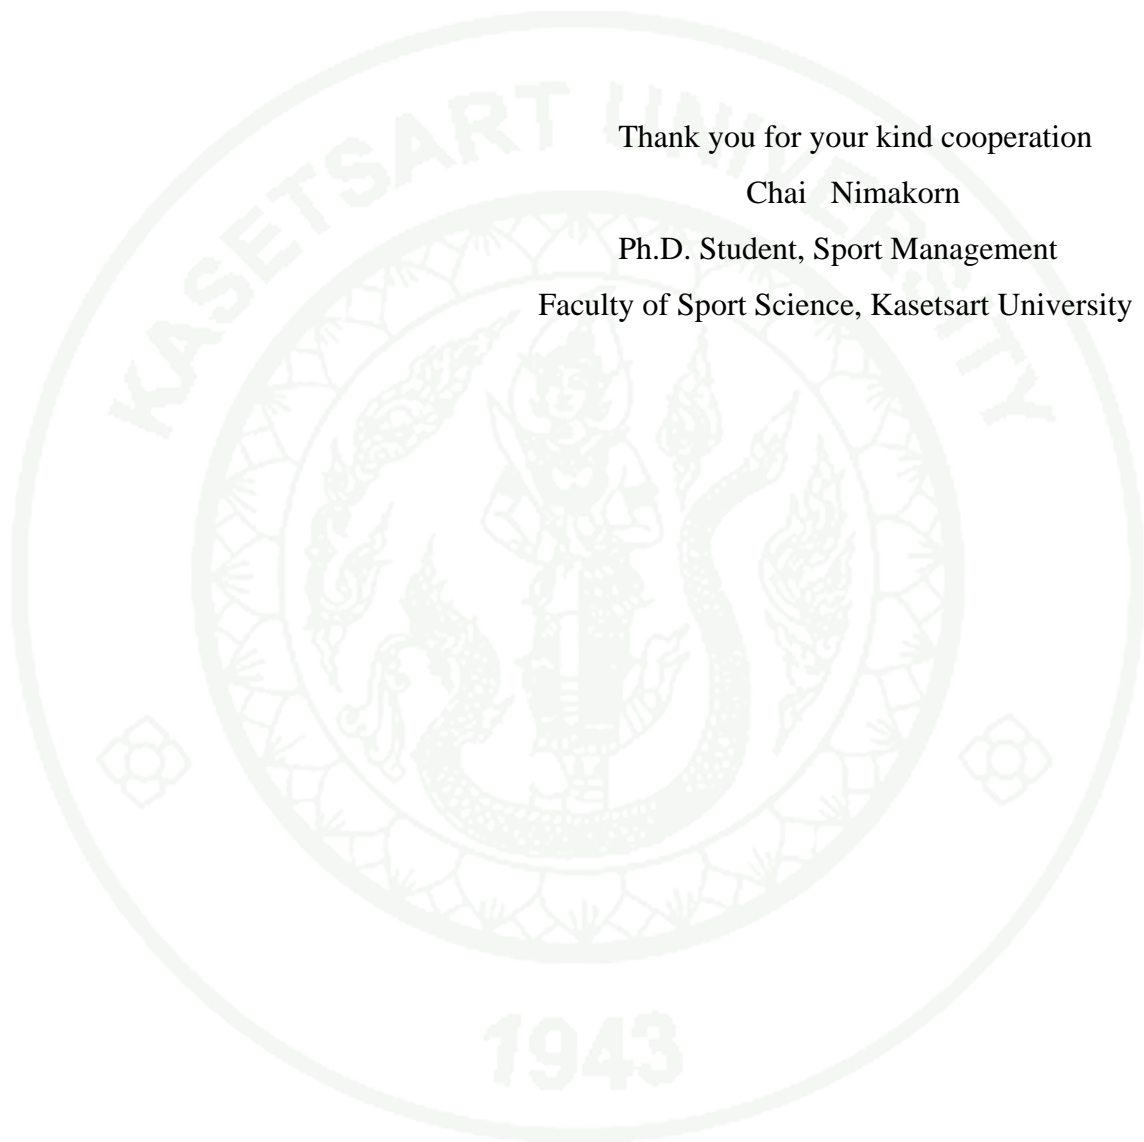 KASETSART UNIVERSITY
Thank you for your kind cooperation
Chai Nimakorn
Ph.D. Student, Sport Management
Faculty of Sport Science, Kasetsart University
1943